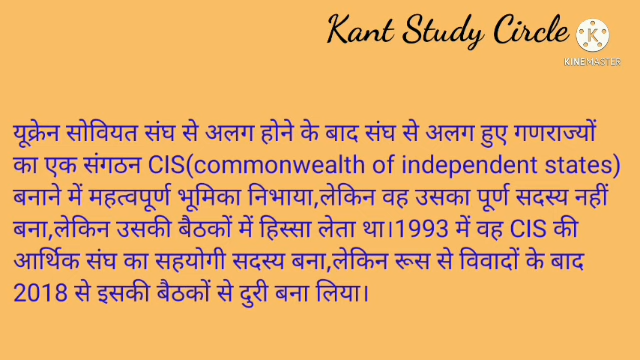 Kant Study Circle
K
KINEMASTER
यूक्रेन सोवियत संघ से अलग होने के बाद संघ से अलग हुए गणराज्यों
का एक संगठन CIS(commonwealth of independent states)
बनाने में महत्वपूर्ण भूमिका निभाया,लेकिन वह उसका पूर्ण सदस्य नहीं
बना,लेकिन उसकी बैठकों में हिस्सा लेता था।1993 में वह CIS की
आर्थिक संघ का सहयोगी सदस्य बना,लेकिन रूस से विवादों के बाद
2018 से इसकी बैठकों से दुरी बना लिया।